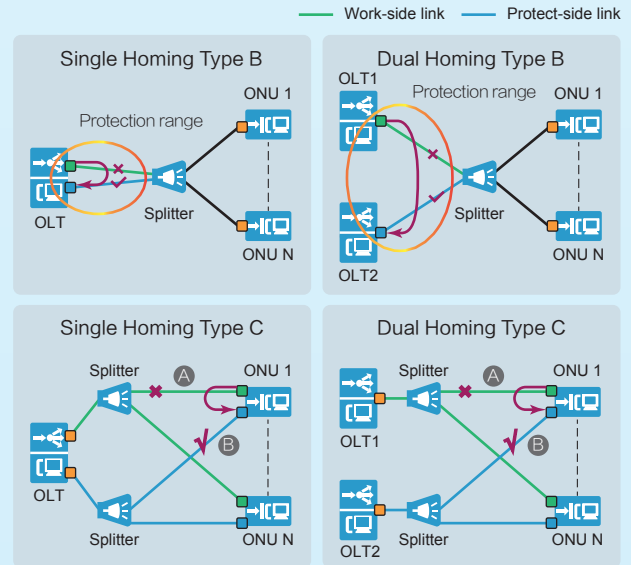 Work-side link
Protect-side link
Single Homing Type B
ONU 1
Protection range
OLT
Splitter
ONU N
Dual Homing Type B
OLT1
ONU 1
Protection range
Splitter
OLT2
ONU N
Single Homing Type C
Splitter
A
ONU 1
B
OLT
Splitter
ONU N
Dual Homing Type C
Splitter
A
ONU 1
OLT1
B
OLT2
Splitter
ONU N